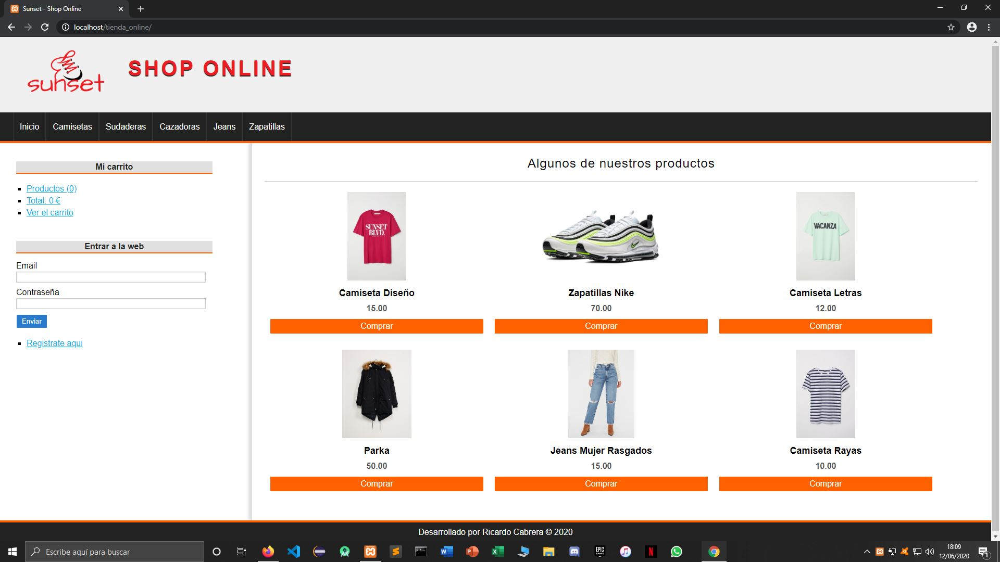 Sunset - Shop Online
localhost/tienda_online/
sunset
SHOP ONLINE
Inicio
Camisetas
Sudaderas
Cazadoras
Jeans
Zapatillas
Mi carrito
Productos (0)
Total: 0 €
Ver el carrito
Entrar a la web
Email
Contraseña
Enviar
Registrate aqui
Algunos de nuestros productos
SUNSET
BLVD.
VACANZA
Camiseta Diseño
Zapatillas Nike
Camiseta Letras
15.00
70.00
12.00
Comprar
Comprar
Comprar
Parka
Jeans Mujer Rasgados
Camiseta Rayas
50.00
15.00
10.00
Comprar
Comprar
Comprar
Desarrollado por Ricardo Cabrera © 2020
Escribe aquí para buscar
EPIC
GAMES
18:09
12/06/2020
1